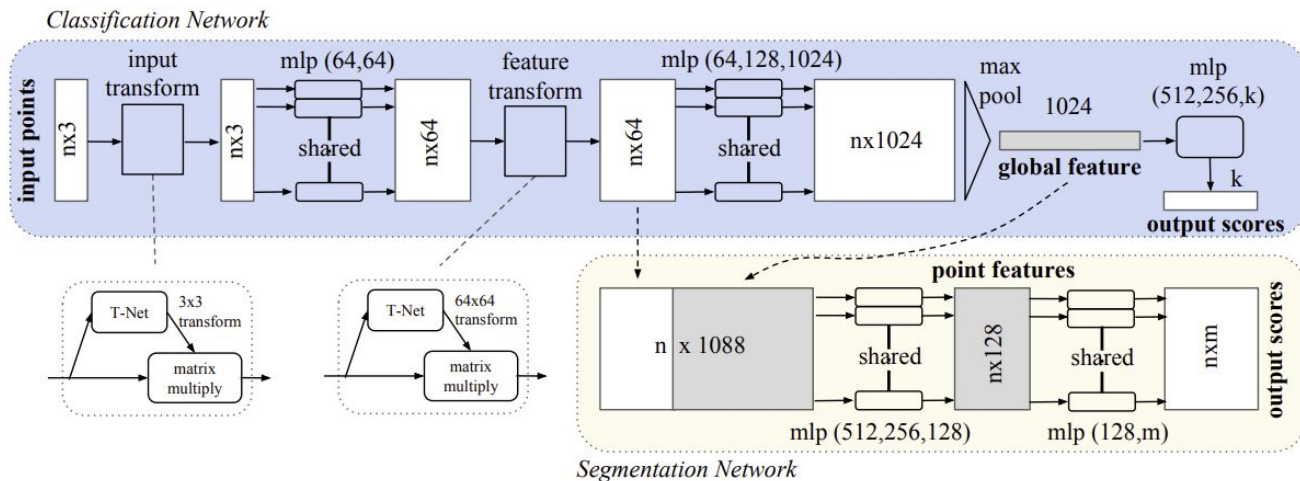 Classification Network
input points
nx3
input
transform
nx3
mlp (64,64)
shared
nx64
feature
transform
nx64
mlp (64,128,1024)
shared
nx1024
max
pool
1024
global feature
mlp
(512,256,k)
k
output scores
T-Net
3x3
transform
matrix
multiply
T-Net
64x64
transform
matrix
multiply
point features
n x 1088
shared
mlp (512,256,128)
nx128
shared
mlp (128,m)
nxm
output scores
Segmentation Network